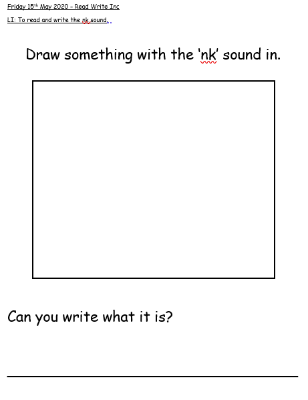 Friday 15th May 2020 – Read Write Inc
LI: To read and write the nk sound.
Draw something with the ‘nk’ sound in.
Can you write what it is?